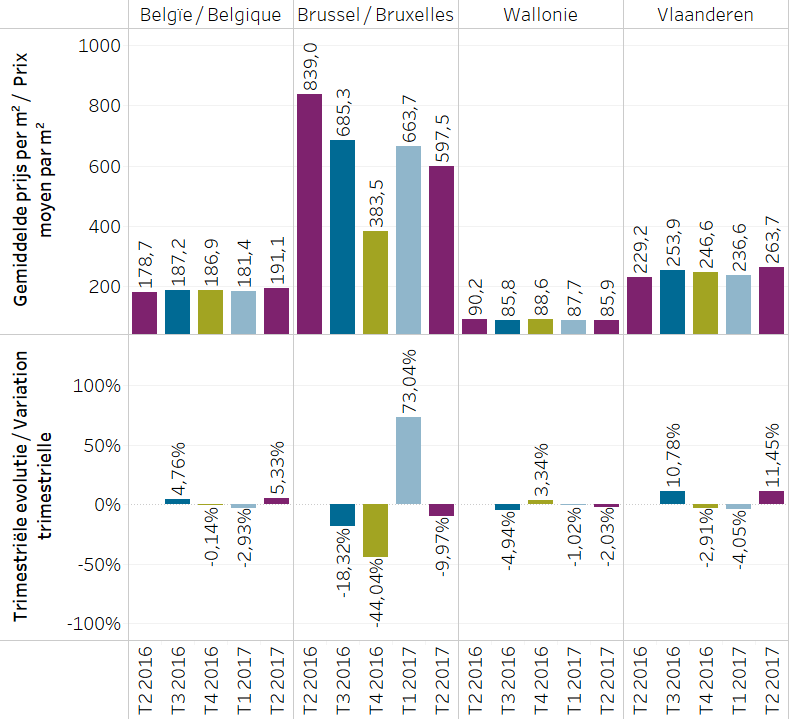 Belgïe / Belgique
Brussel / Bruxelles
Wallonie
Vlaanderen
Gemiddelde prijs per m² / Prix
moyen par m²
1000
800
600
400
200
178,7
187,2
186,9
181,4
191,1
839,0
685,3
383,5
663,7
597,5
90,2
85,8
88,6
87,7
85,9
229,2
253,9
246,6
236,6
263,7
Trimestriële evolutie / Variation
trimestrielle
100%
50%
0%
-50%
-100%
4,76%
-0,14%
-2,93%
5,33%
-18,32%
-44,04%
73,04%
-9,97%
-4,94%
3,34%
-1,02%
-2,03%
10,78%
-2,91%
-4,05%
11,45%
T2 2016
T3 2016
T4 2016
T1 2017
T2 2017
T2 2016
T3 2016
T4 2016
T1 2017
T2 2017
T2 2016
T3 2016
T4 2016
T1 2017
T2 2017
T2 2016
T3 2016
T4 2016
T1 2017
T2 2017